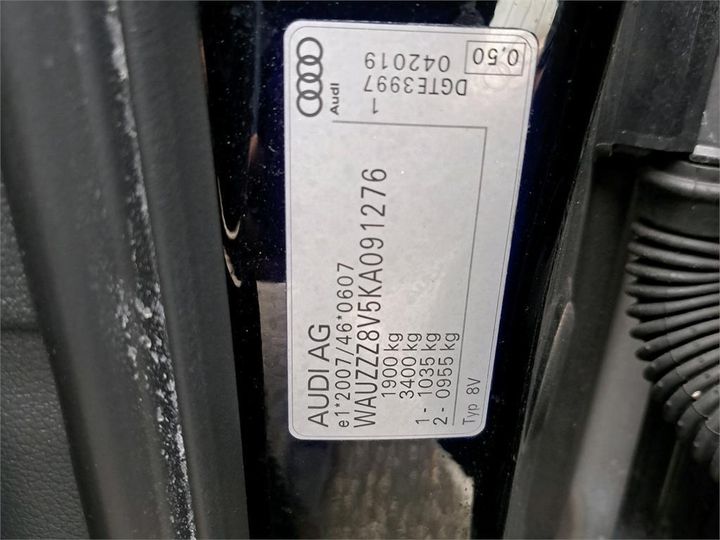 AUDI AG
e1*2007/46*0607
WAUZZZ8V5KA091276
1900 kg
3400 kg
1 - 1035 kg
2 - 0955 kg
Typ 8V
Audi
1
DGTE3997
042019
0,50